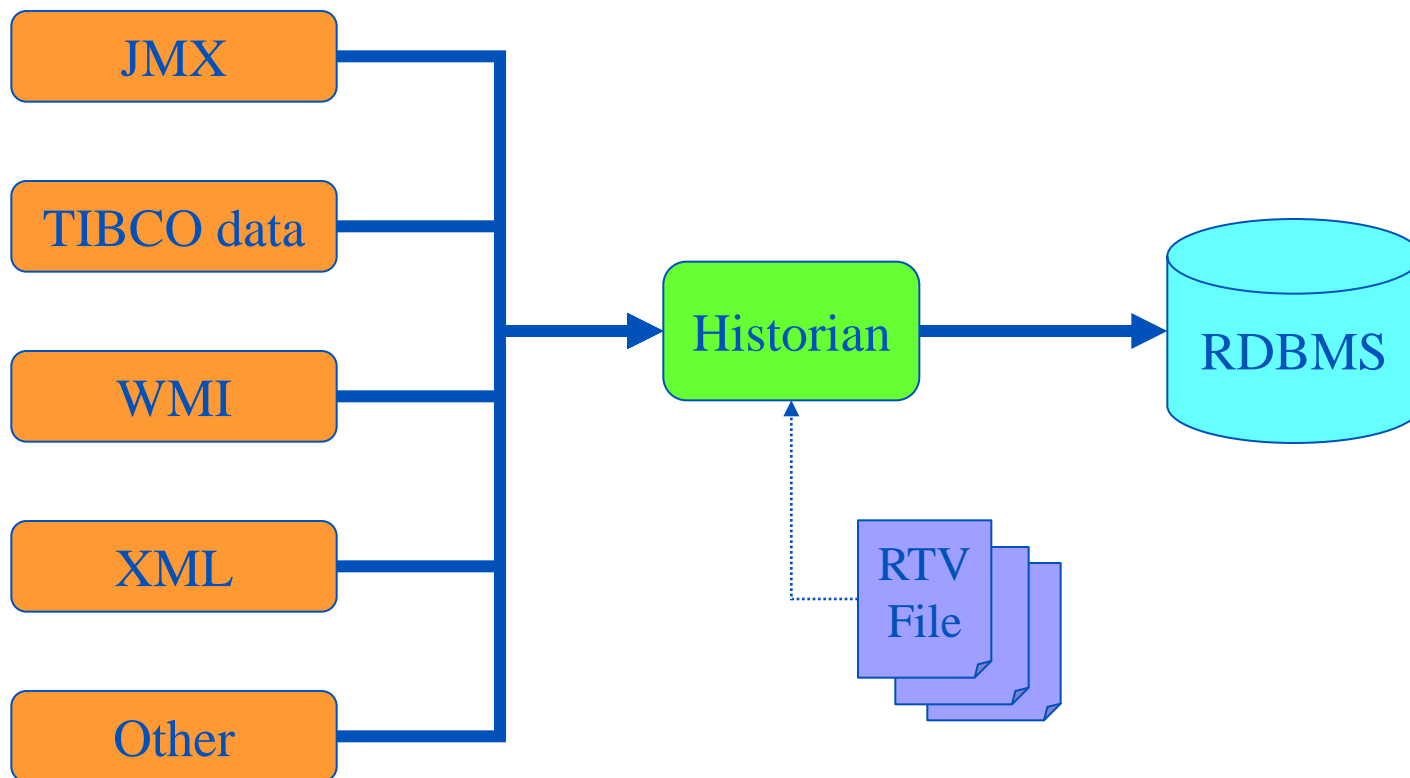 JMX
TIBCO data
WMI
XML
Other
Historian
RTV
File
RDBMS